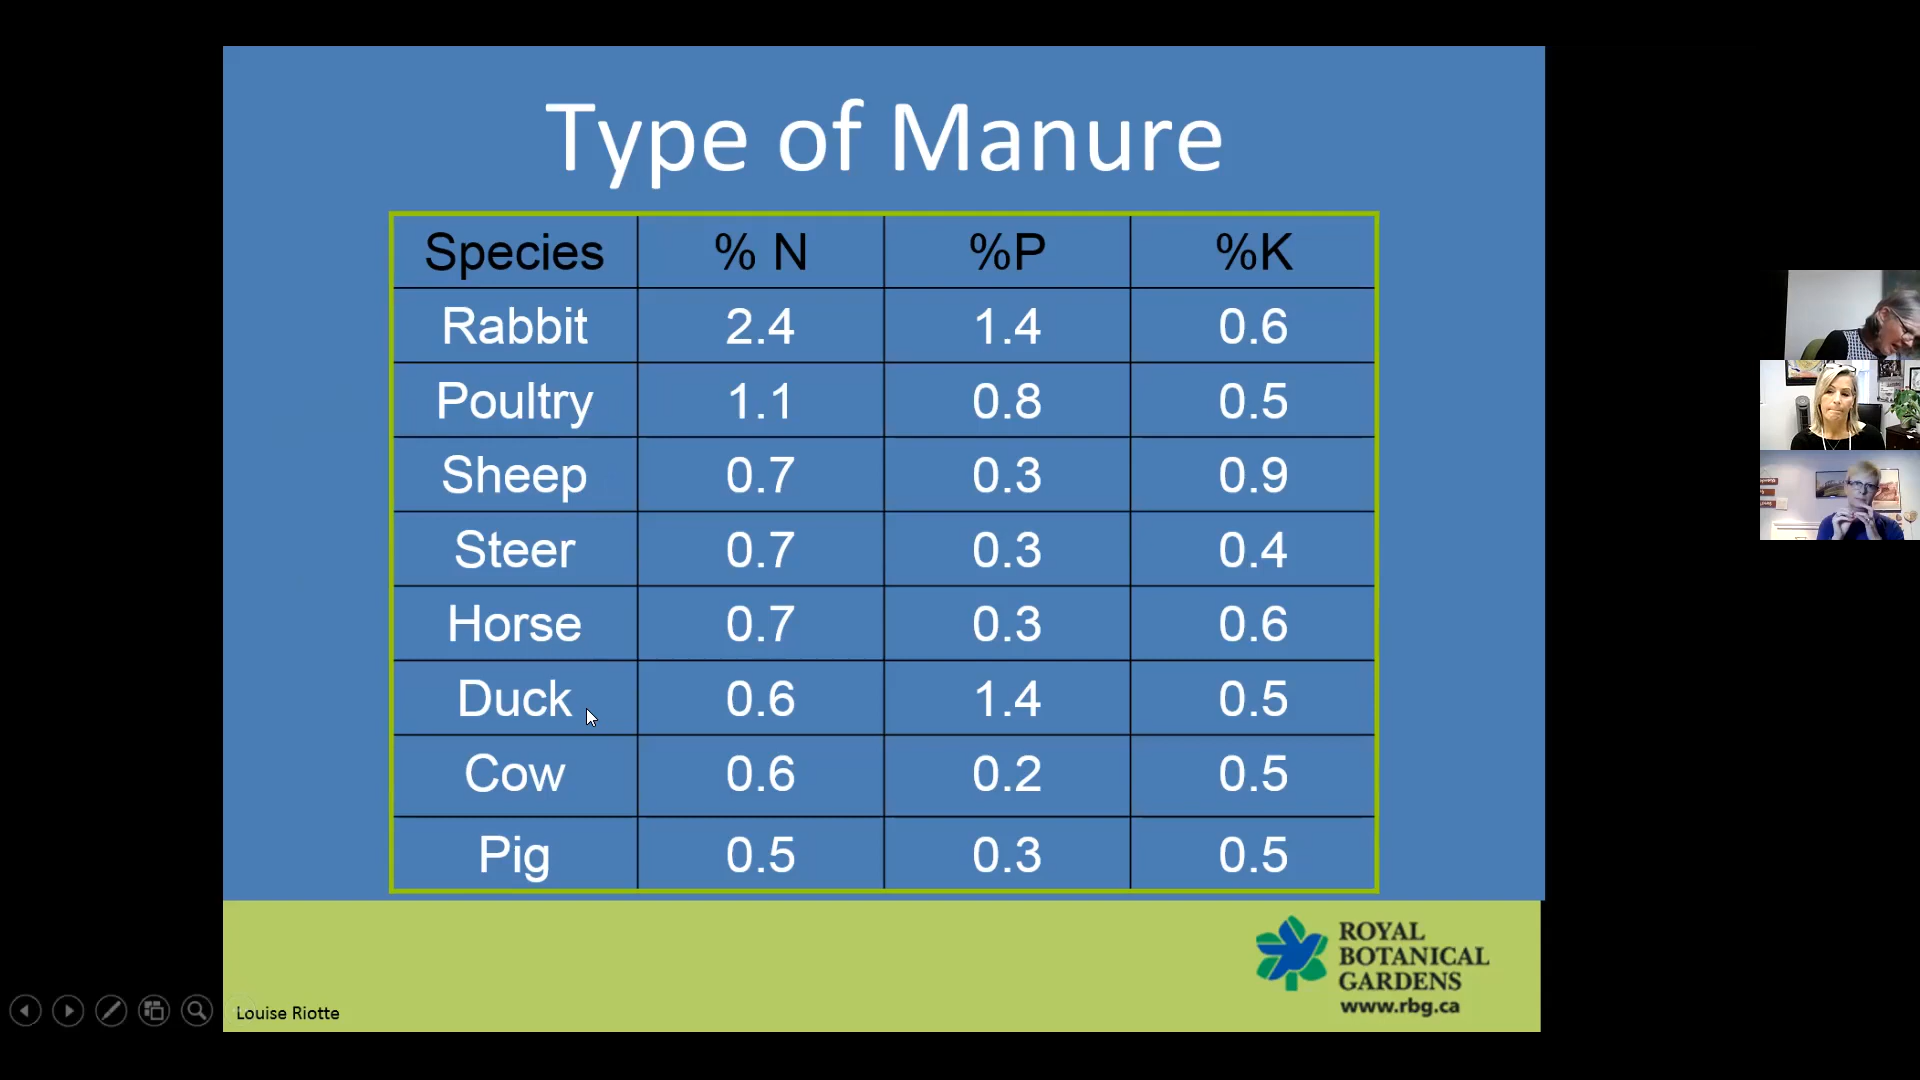 Type of Manure
Species % N %P %K
Rabbit 2.4 1.4 0.6
Poultry 1.1 0.8 0.5
Sheep 0.7 0.3 0.9
Steer 0.7 0.3 0.4
Horse 0.7 0.3 0.6
Duck 0.6 1.4 0.5
Cow 0.6 0.2 0.5
Pig 0.5 0.3 0.5
ROYAL
BOTANICAL
GARDENS
www.rbg.ca
Louise Riotte